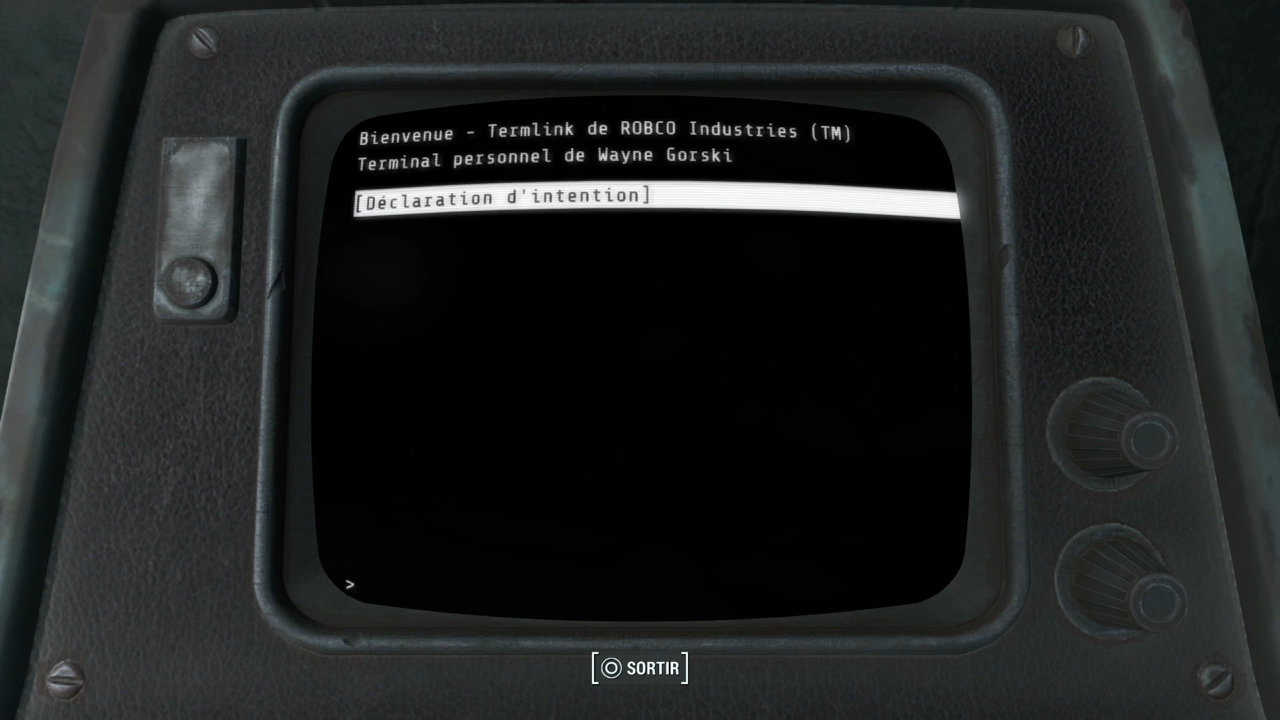 Bienvenue - Termlink de ROBCO Industries (TM)
Terminal personnel de Wayne Gorski
[Déclaration d'intention]
>
[SORTIR]